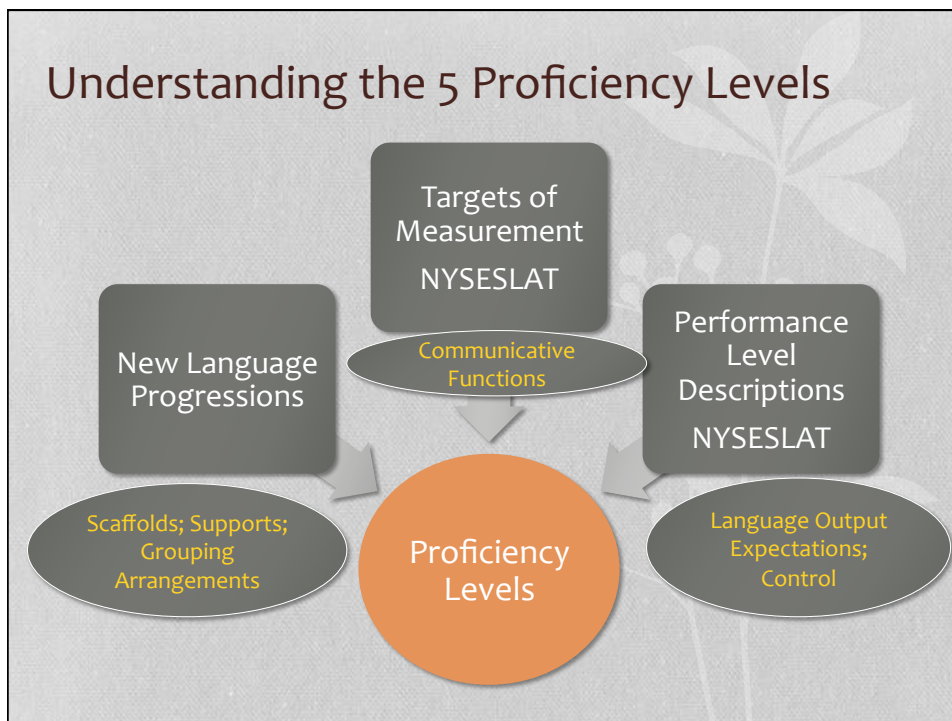 Understanding the 5 Proficiency Levels
Targets of
Measurement
NYSESLAT
Communicative
Functions
New Language
Progressions
Scaffolds; Supports;
Grouping
Arrangements
Performance
Level
Descriptions
NYSESLAT
Language Output
Expectations;
Control
Proficiency
Levels